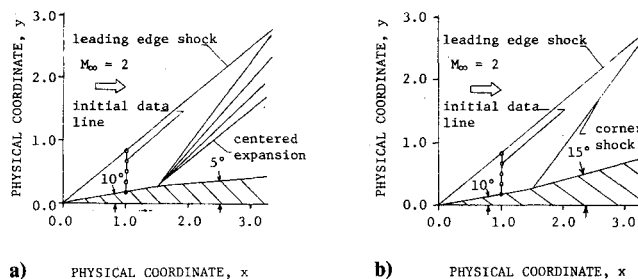 3.0
leading edge shock
M∞ = 2
2.0
initial data
line
1.0
centered
expansion
5°
10°
0.0
0.0 1.0 2.0 3.0
PHYSICAL COORDINATE, y
a) PHYSICAL COORDINATE, x
3.0
leading edge shock
M∞ = 2
2.0
initial data
line
1.0
corner
shock
15°
10°
0.0
0.0 1.0 2.0 3.0
PHYSICAL COORDINATE, y
b) PHYSICAL COORDINATE, x